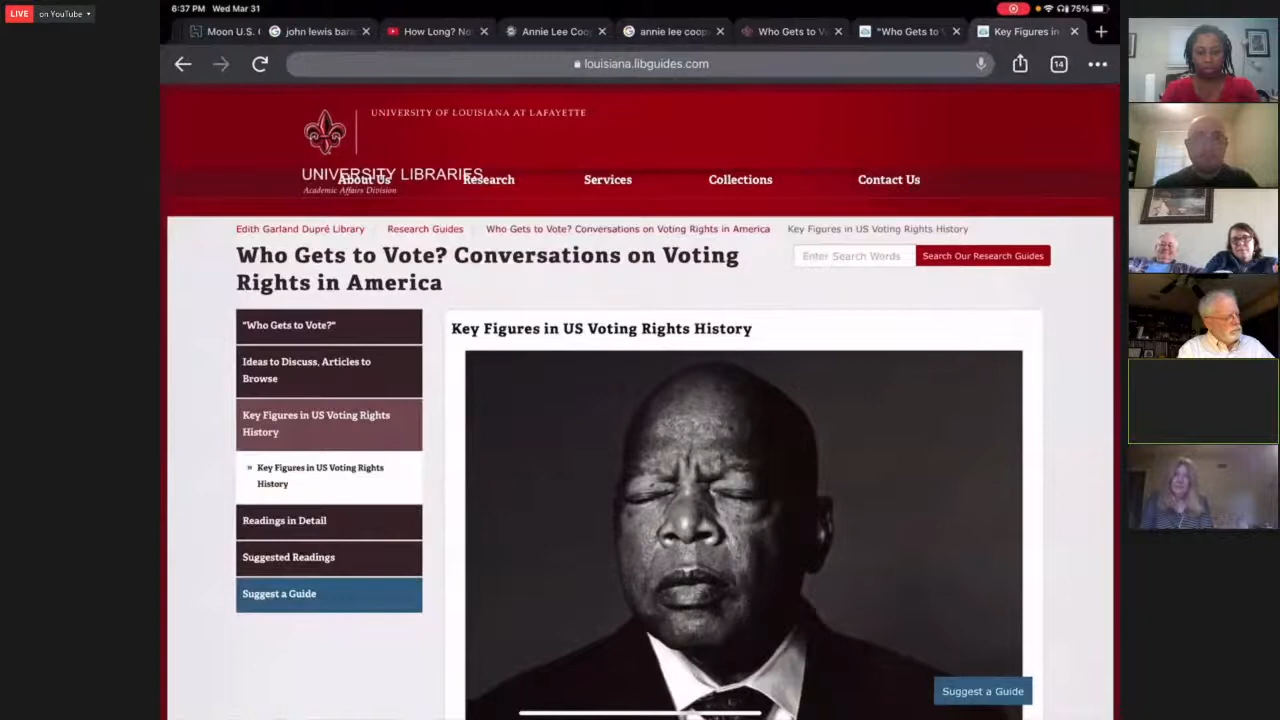 LIVE on YouTube
6:37 PM Wed Mar 31
75%
Moon U.S.
john lewis bara
How Long? No
Annie Lee Coo
annie lee coop
Who Gets to V
"Who Gets to
Key Figures in
louisiana.libguides.com
14
UNIVERSITY OF LOUISIANA AT LAFAYETTE
UNIVERSITY LIBRARIES
Academic Affairs Division
About Us
Research
Services
Collections
Contact Us
Edith Garland Dupré Library
Research Guides
Who Gets to Vote? Conversations on Voting Rights in America
Key Figures in US Voting Rights History
Who Gets to Vote? Conversations on Voting
Rights in America
Enter Search Words
Search Our Research Guides
"Who Gets to Vote?"
Ideas to Discuss, Articles to
Browse
Key Figures in US Voting Rights
History
» Key Figures in US Voting Rights
History
Readings in Detail
Suggested Readings
Suggest a Guide
Key Figures in US Voting Rights History
Suggest a Guide